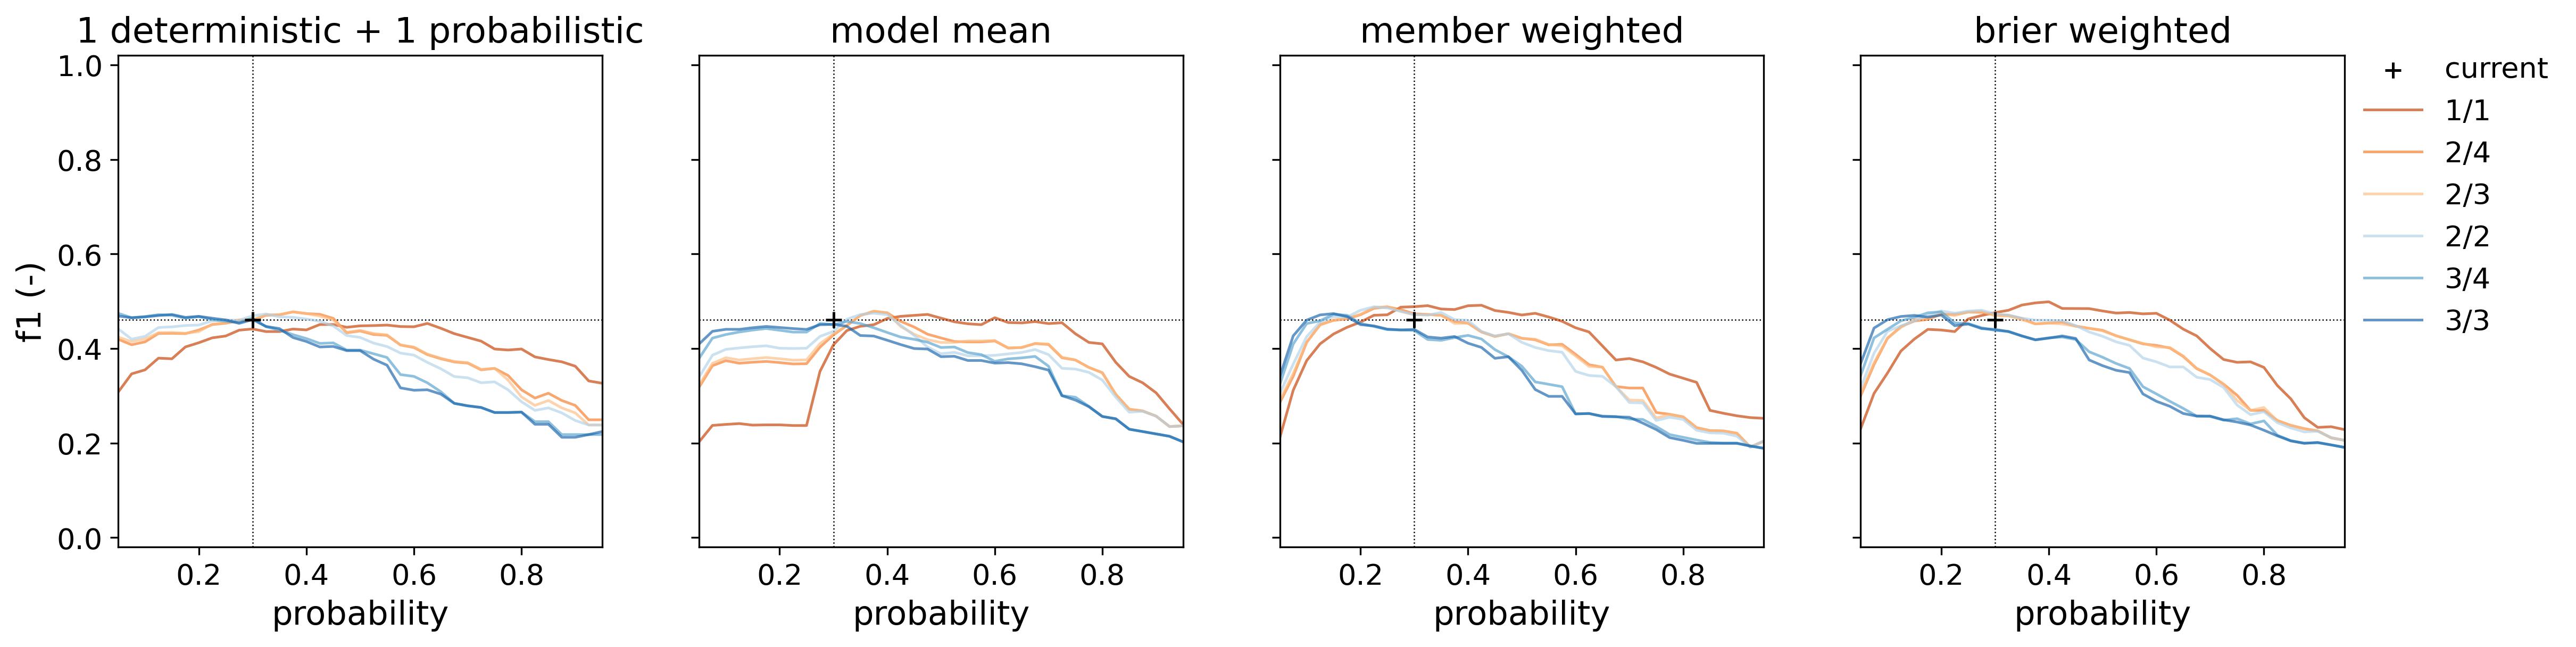 1 deterministic + 1 probabilistic
model mean
member weighted
brier weighted
f1 (-)
1.0
0.8
0.6
0.4
0.2
0.0
0.2 0.4 0.6 0.8
0.2 0.4 0.6 0.8
0.2 0.4 0.6 0.8
0.2 0.4 0.6 0.8
probability
probability
probability
probability
current
1/1
2/4
2/3
2/2
3/4
3/3